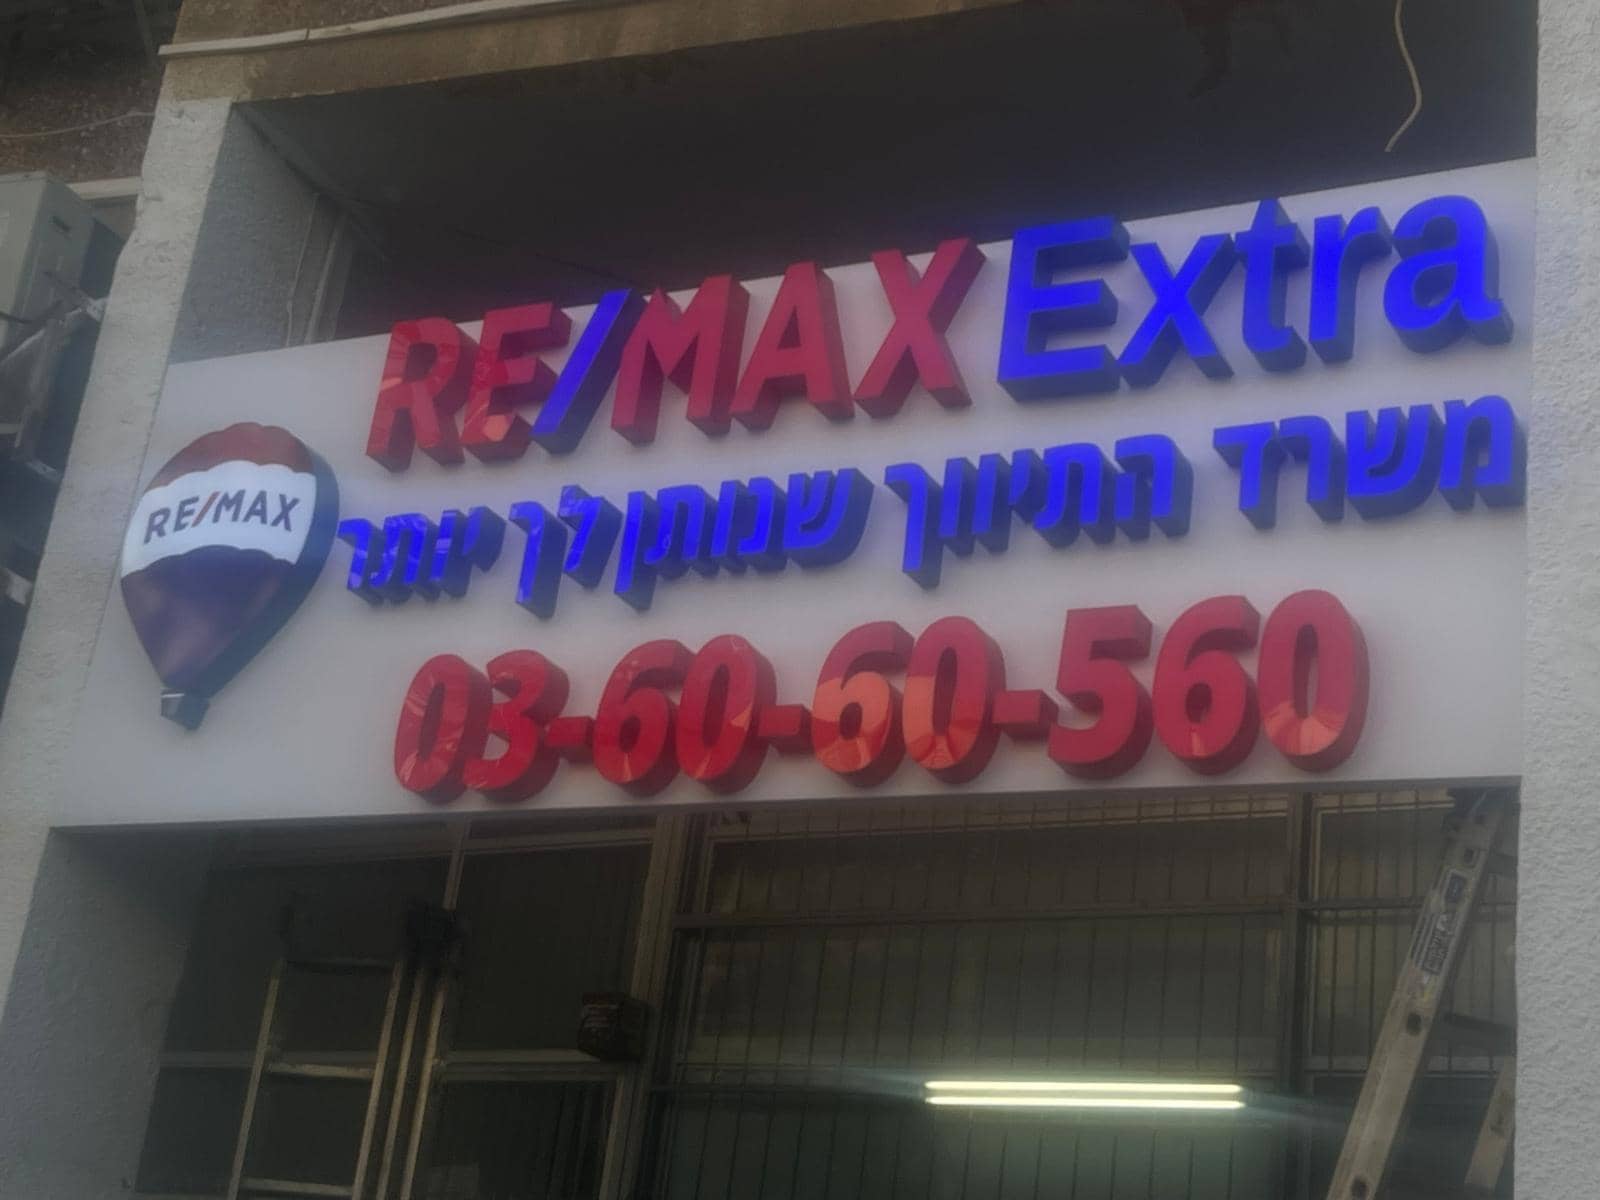 RE/MAX Extra
RE/MAX
משרד התיווך שנותן לך יותר
03-60-60-560